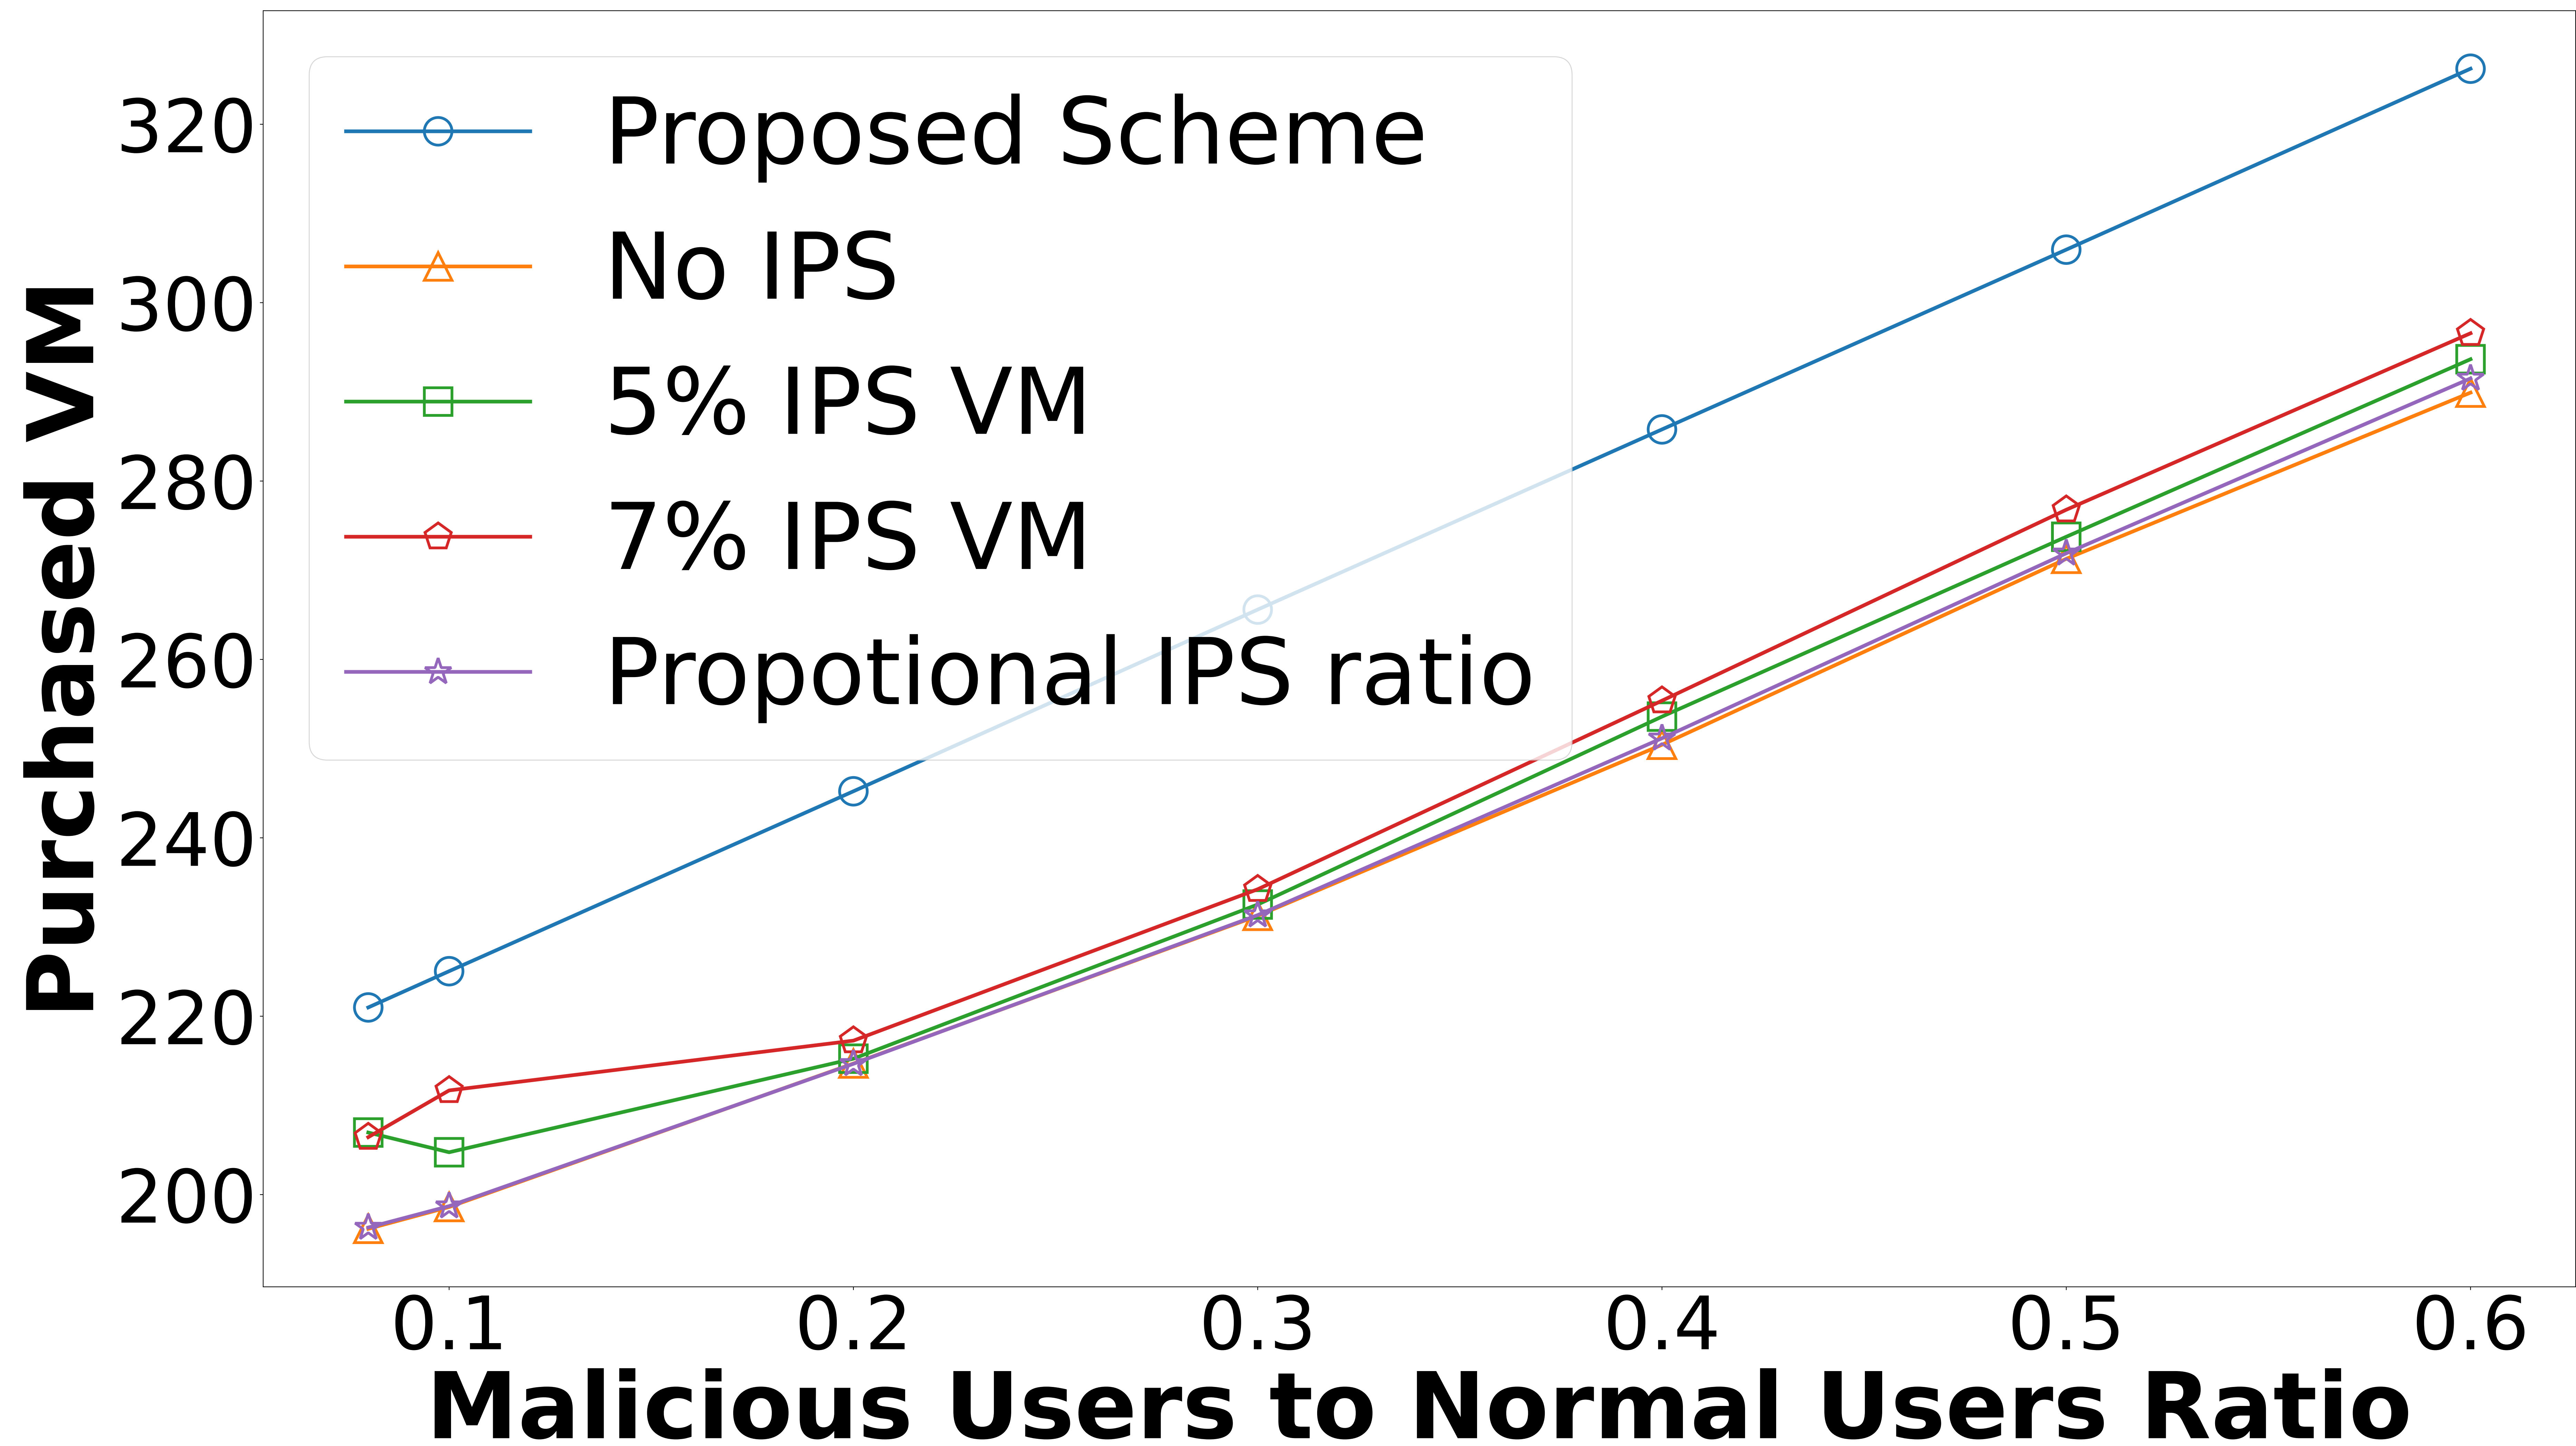 Proposed Scheme
No IPS
5% IPS VM
7% IPS VM
Propotional IPS ratio
Purchased VM
320
300
280
260
240
220
200
0.1 0.2 0.3 0.4 0.5 0.6
Malicious Users to Normal Users Ratio